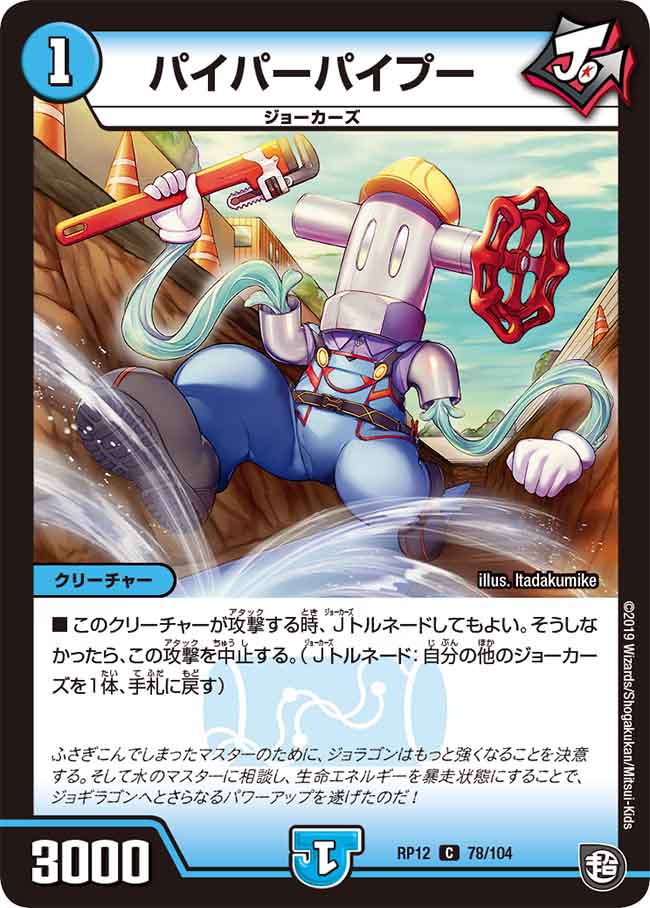 1
パイパーパイプー
J
ジョーカーズ
クリーチャー
illus. Itadakumike
■このクリーチャーが攻撃する時、Jトルネードしてもよい。そうしな
かったら、この攻撃を中止する。(Jトルネード:自分の他のジョーカー
ズを1体、手札に戻す)
ふさぎこんでしまったマスターのために、ジョラゴンはもっと強くなることを決意
する。そして水のマスターに相談し、生命エネルギーを暴走状態にすることで、
ジョギラゴンへとさらなるパワーアップを遂げたのだ!
©2019 Wizards/Shogakukan/Mitsui-Kids
3000
1
RP12 C 78/104
超